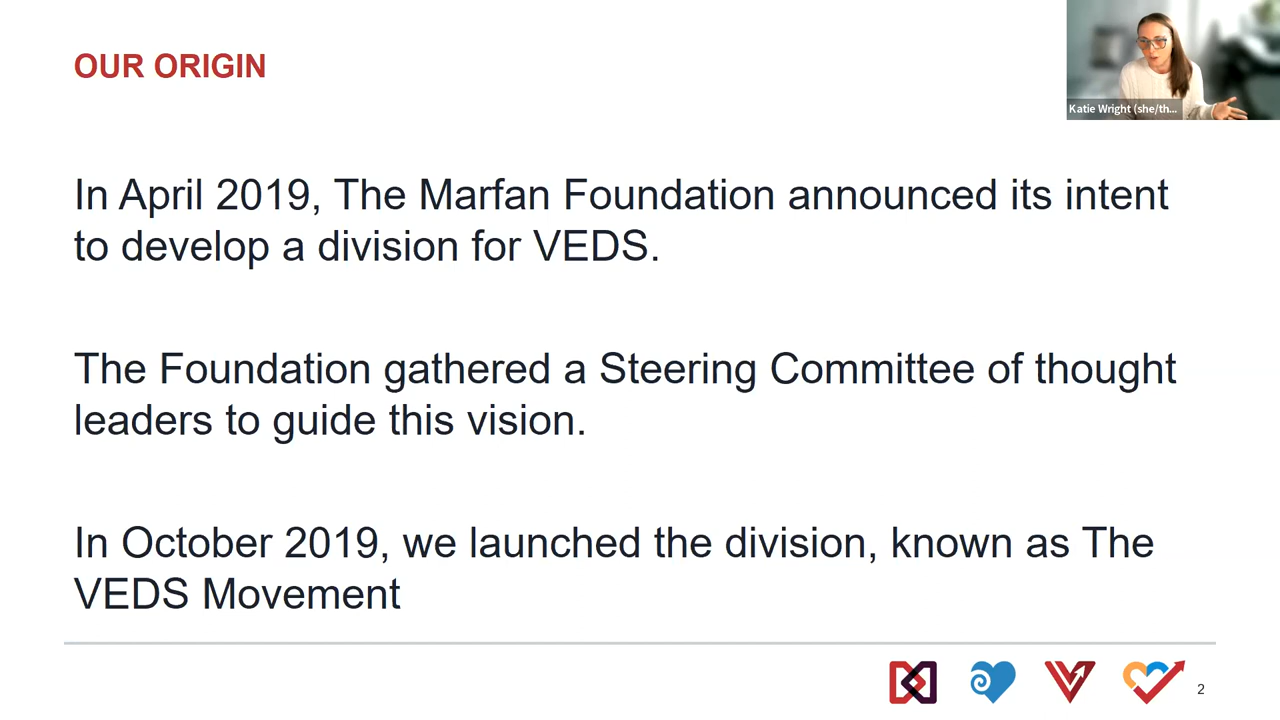 OUR ORIGIN
Katie Wright (she/th...
In April 2019, The Marfan Foundation announced its intent
to develop a division for VEDS.
The Foundation gathered a Steering Committee of thought
leaders to guide this vision.
In October 2019, we launched the division, known as The
VEDS Movement
2